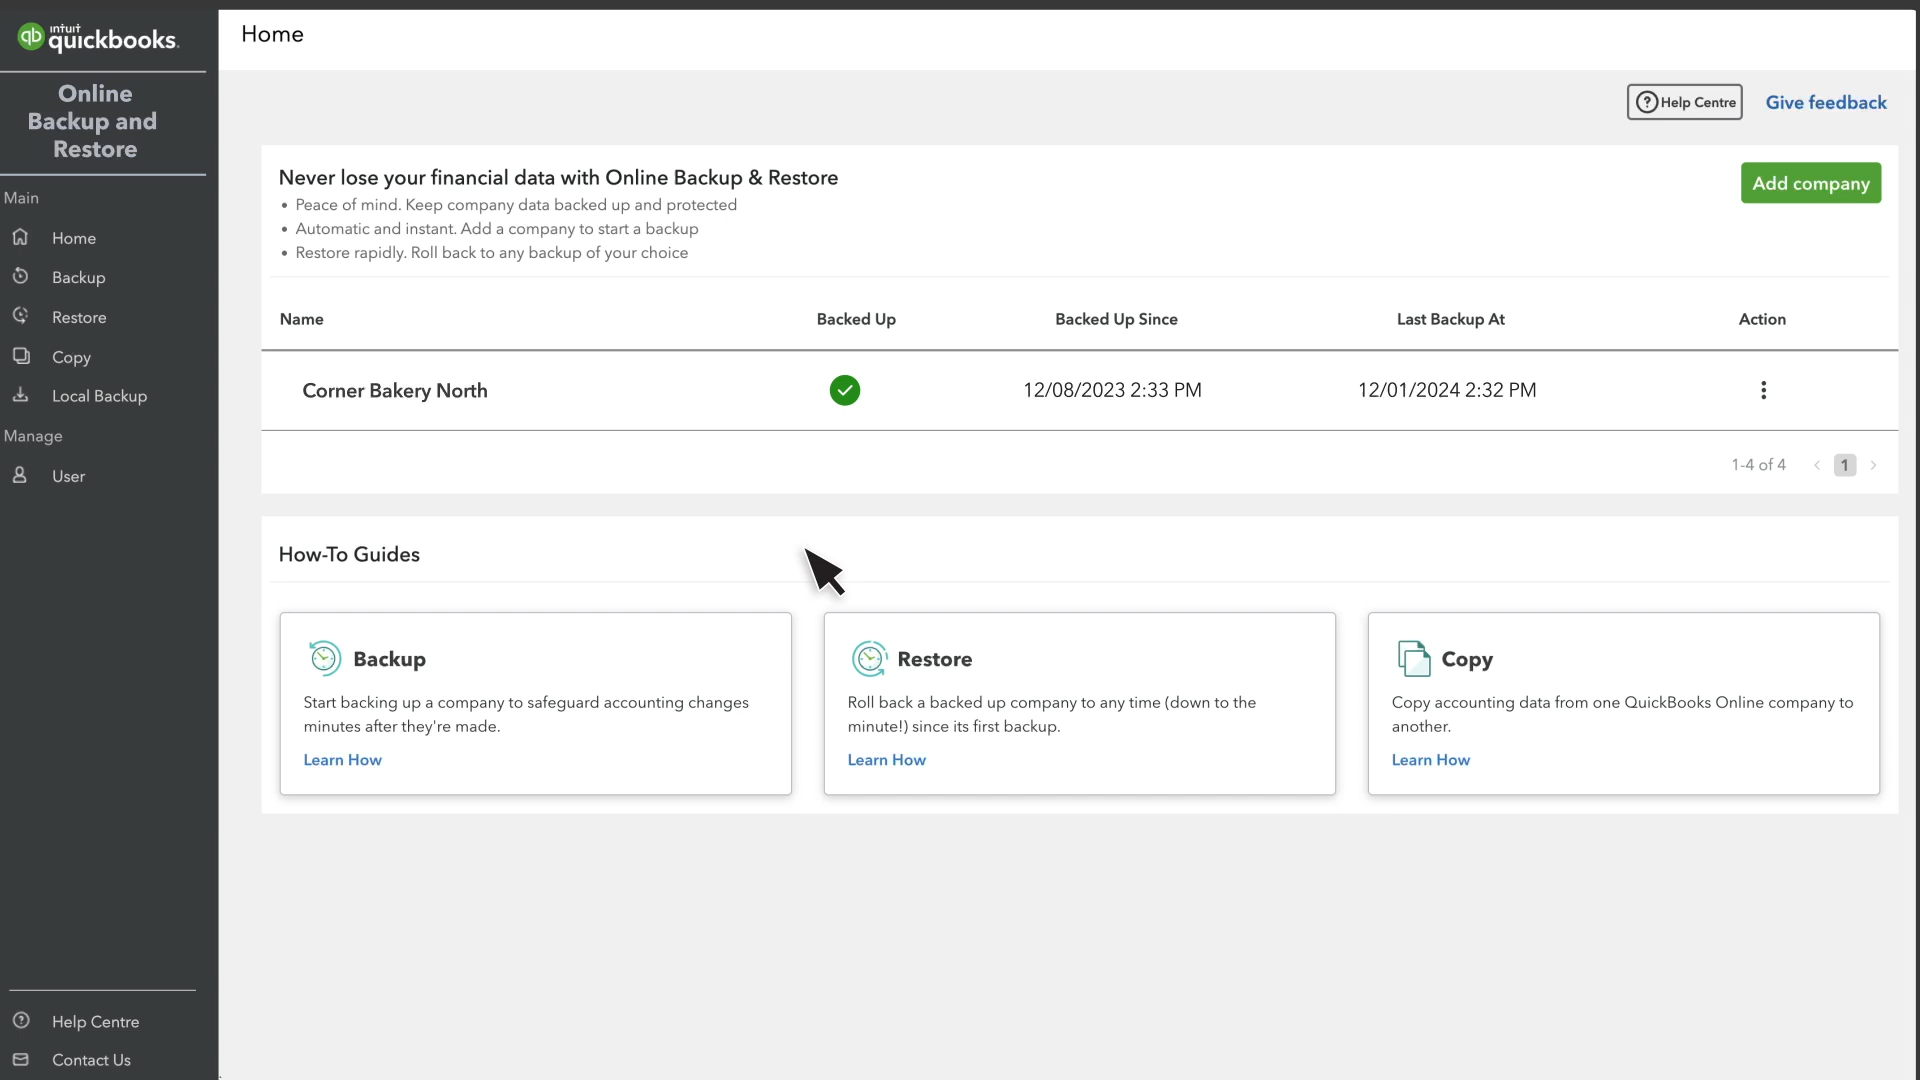 intuit
quickbooks.
Online
Backup and
Restore
Main
Home
Backup
Restore
Copy
Local Backup
Manage
User
Help Centre
Contact Us
Home
Help Centre
Give feedback
Never lose your financial data with Online Backup & Restore
Add company
• Peace of mind. Keep company data backed up and protected
• Automatic and instant. Add a company to start a backup
• Restore rapidly. Roll back to any backup of your choice
Name Backed Up Backed Up Since Last Backup At Action
Corner Bakery North 12/08/2023 2:33 PM 12/01/2024 2:32 PM
1-4 of 4 < 1 >
How-To Guides
Backup
Start backing up a company to safeguard accounting changes
minutes after they're made.
Learn How
Restore
Roll back a backed up company to any time (down to the
minute!) since its first backup.
Learn How
Copy
Copy accounting data from one QuickBooks Online company to
another.
Learn How